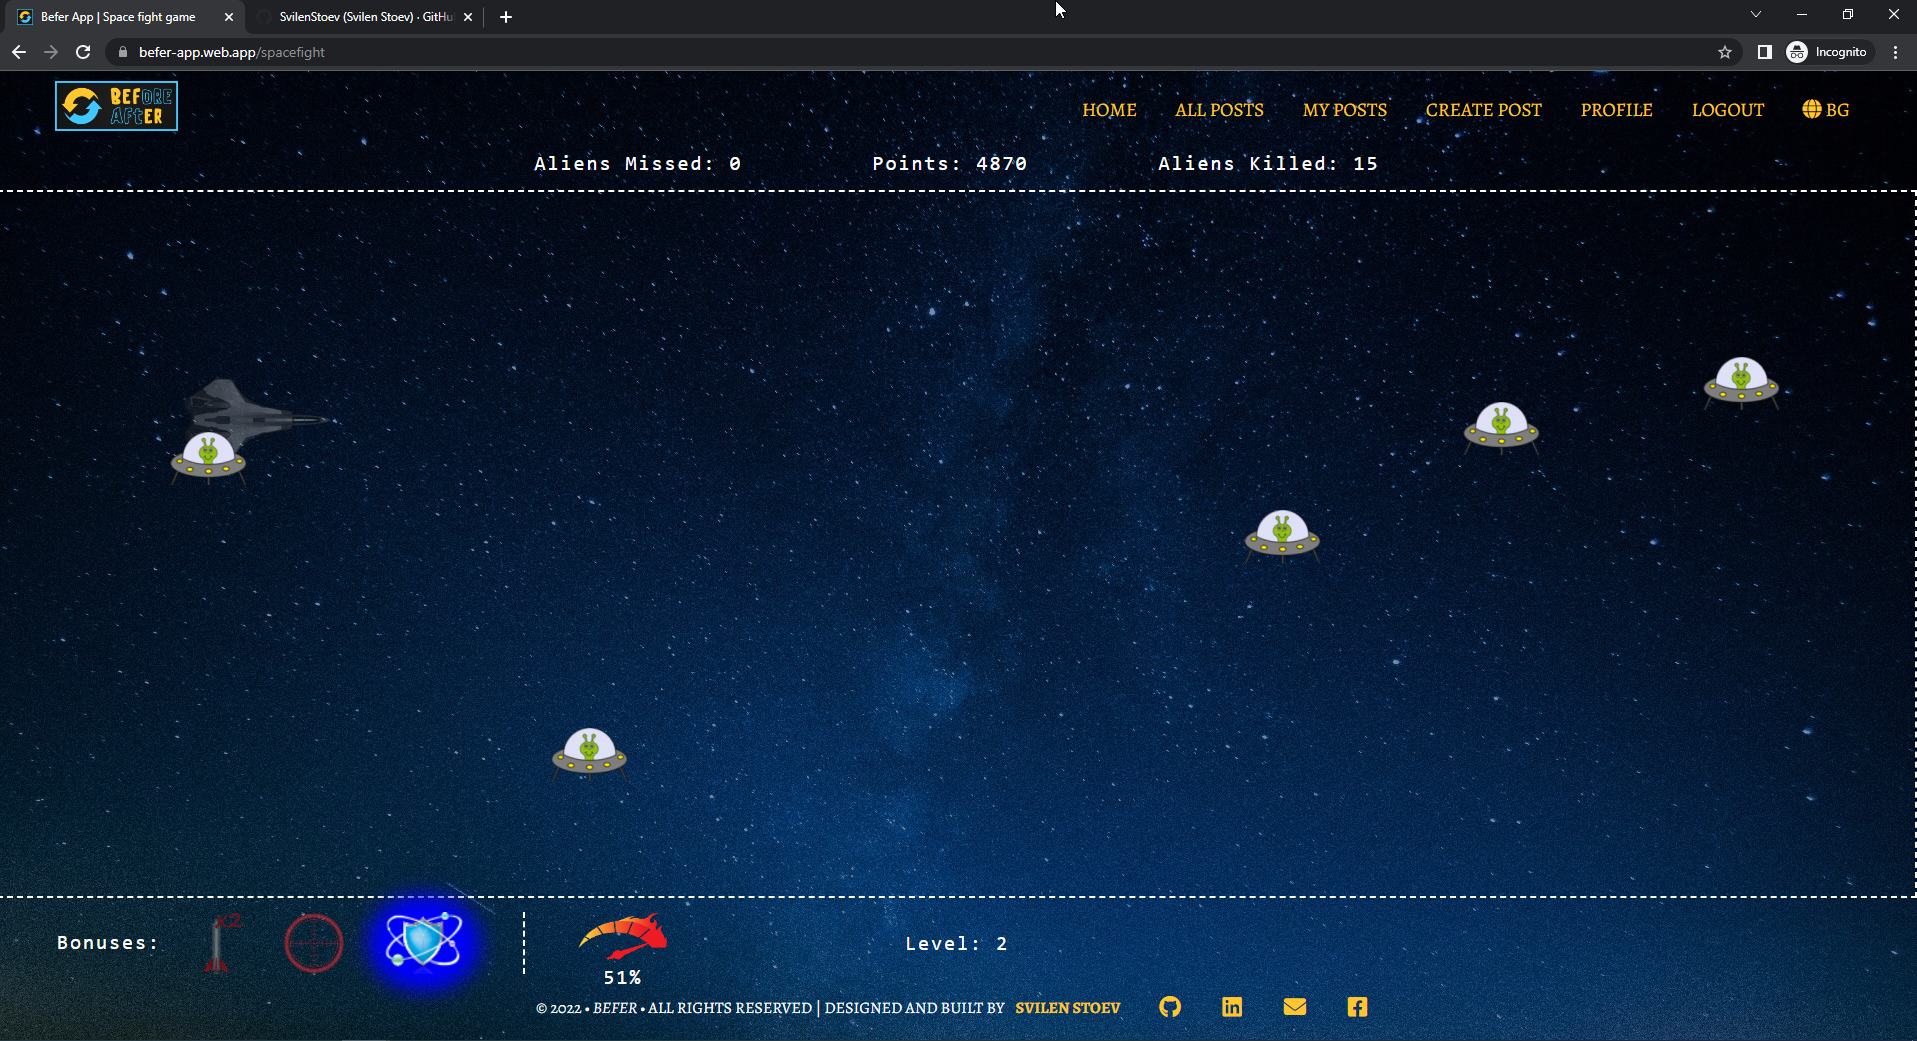 Befer App | Space fight game
SvilenStoev (Svilen Stoev) · GitHu
befer-app.web.app/spacefight
Incognito
BEFORE
AftER
HOME ALL POSTS MY POSTS CREATE POST PROFILE LOGOUT BG
Aliens Missed: 0 Points: 4870 Aliens Killed: 15
x2
Bonuses:
Level: 2
51%
© 2022 • BEFER • ALL RIGHTS RESERVED | DESIGNED AND BUILT BY SVILEN STOEV